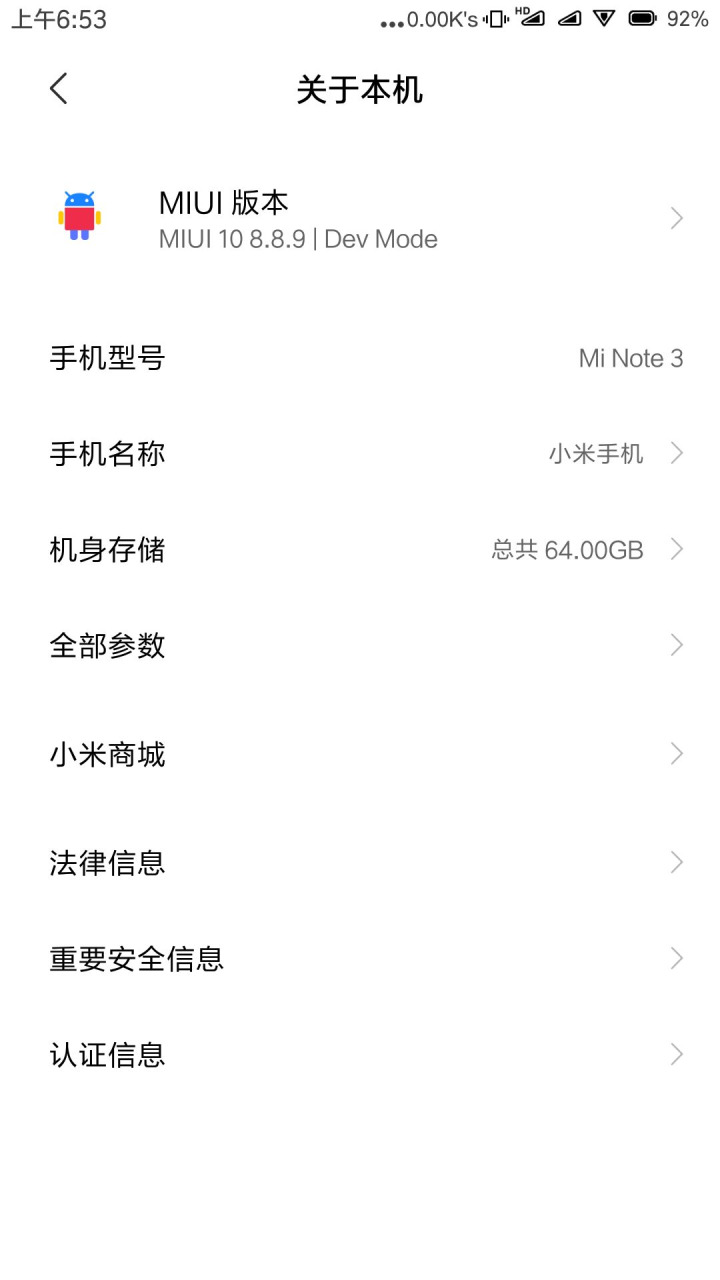 上午6:53
...0.00K's HD 92%
关于本机
MIUI 版本
MIUI 10 8.8.9 | Dev Mode
手机型号 Mi Note 3
手机名称 小米手机
机身存储 总共 64.00GB
全部参数
小米商城
法律信息
重要安全信息
认证信息